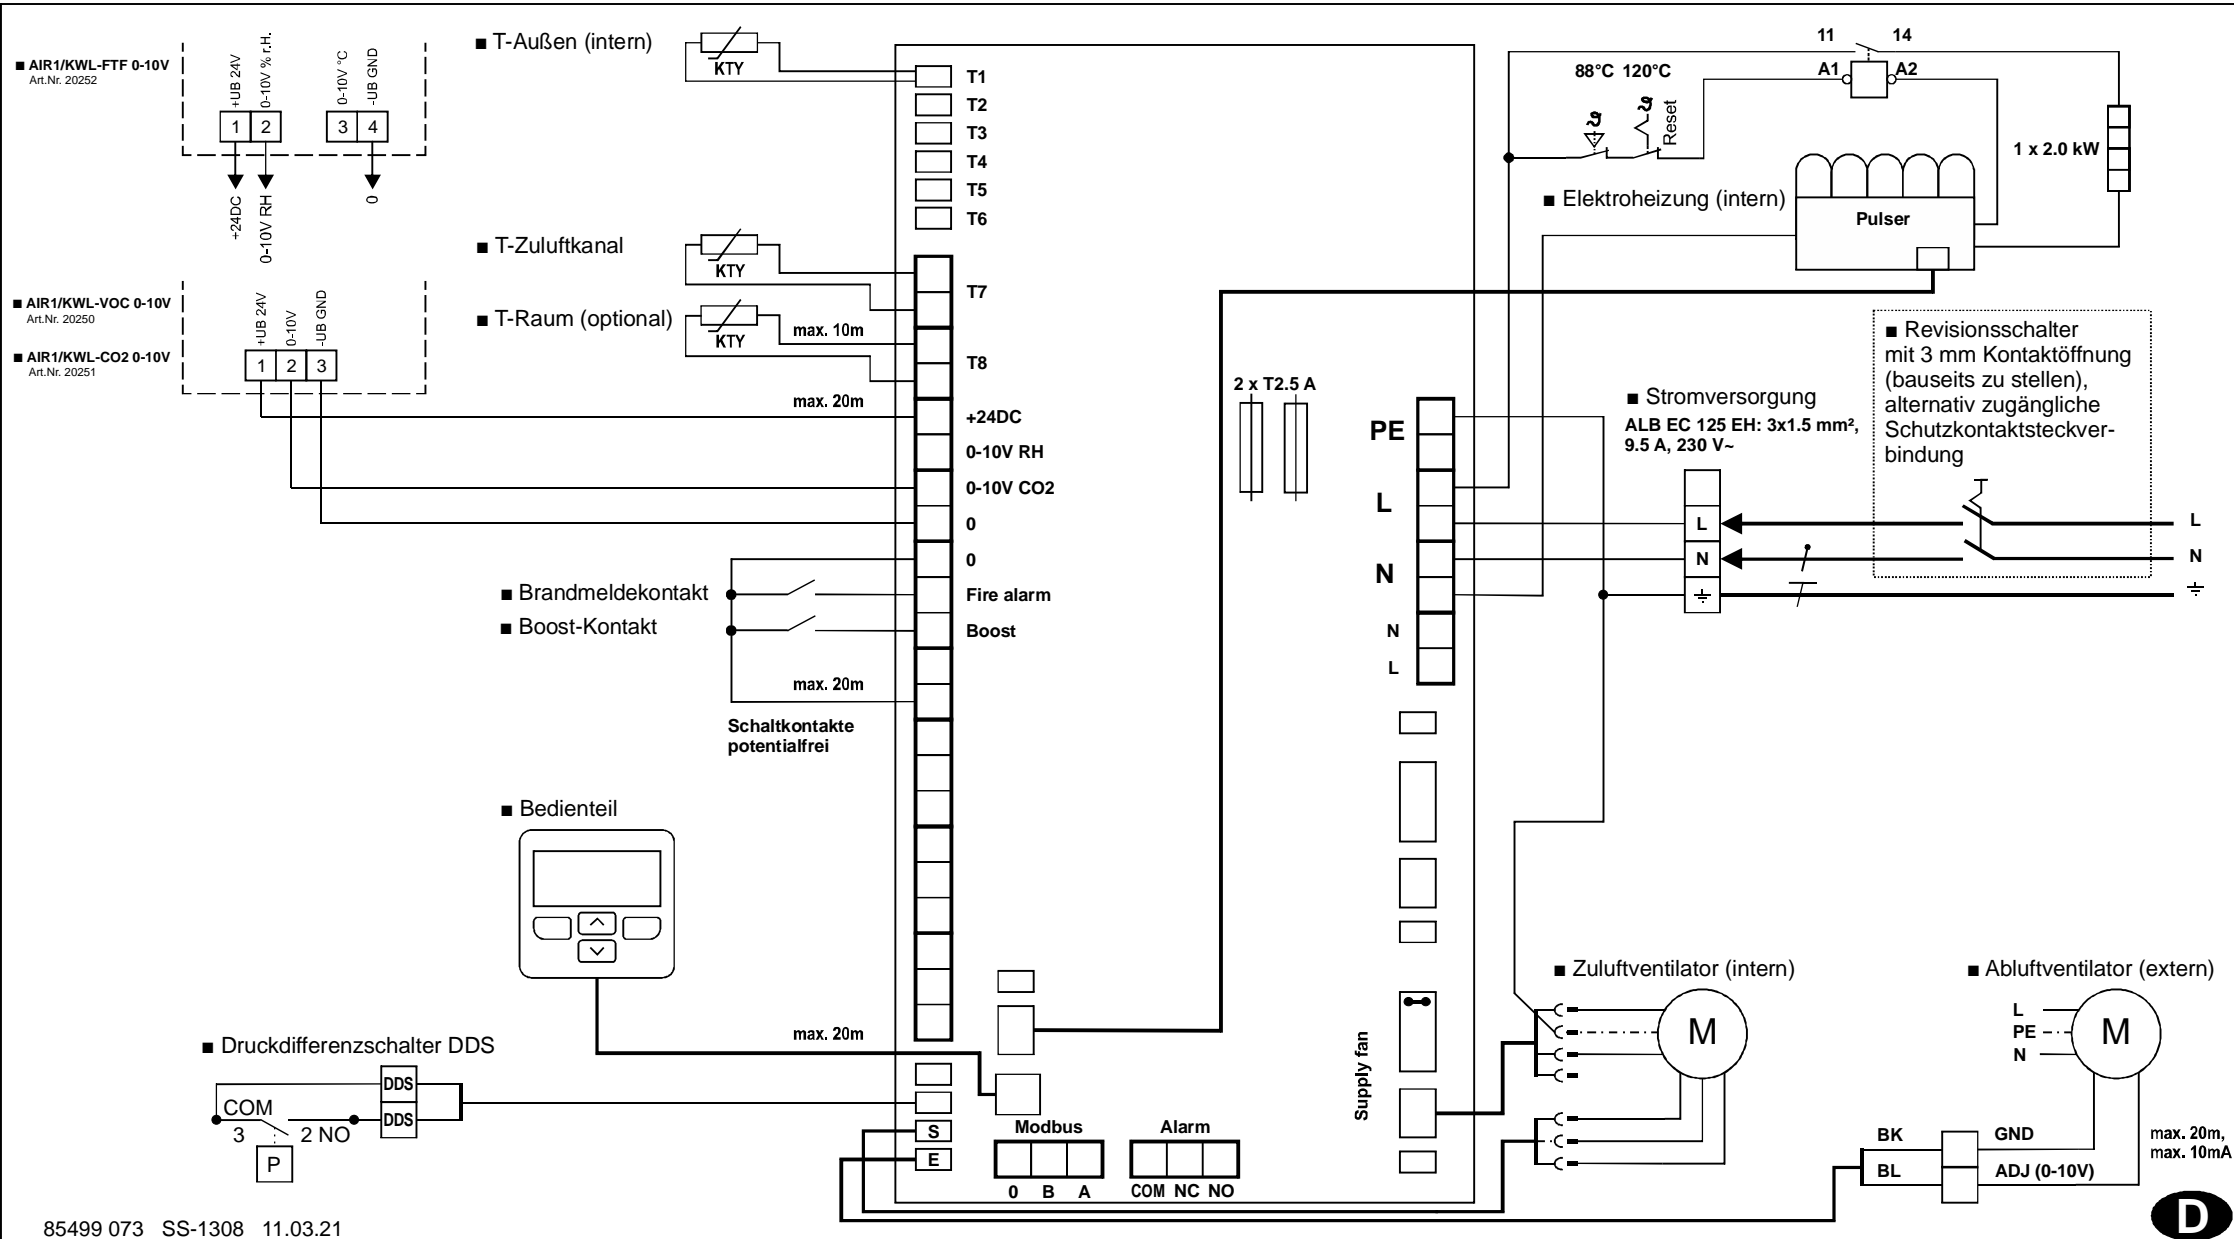 ■ AIR1/KWL-FTF 0-10V
Art.Nr. 20252
+UB 24V
0-10V % r.H.
0-10V °C
-UB GND
1 2 3 4
+24DC
0-10V RH
0
■ AIR1/KWL-VOC 0-10V
Art.Nr. 20250
■ AIR1/KWL-CO2 0-10V
Art.Nr. 20251
+UB 24V
0-10V
-UB GND
1 2 3
■ T-Außen (intern)
KTY
■ T-Zuluftkanal
KTY
■ T-Raum (optional)
KTY
max. 10m
max. 20m
T1
T2
T3
T4
T5
T6
T7
T8
+24DC
0-10V RH
0-10V CO2
0
0
Fire alarm
Boost
■ Brandmeldekontakt
■ Boost-Kontakt
max. 20m
Schaltkontakte
potentialfrei
■ Bedienteil
max. 20m
■ Druckdifferenzschalter DDS
DDS
DDS
COM
3
2 NO
P
S
E
Modbus
0 B A
Alarm
COM NC NO
2 x T2.5 A
PE
L
N
N
L
Supply fan
11 14
A1 A2
88°C 120°C
Reset
1 x 2.0 kW
■ Elektroheizung (intern)
Pulser
■ Stromversorgung
ALB EC 125 EH: 3x1.5 mm²,
9.5 A, 230 V~
L
N
■ Revisionsschalter
mit 3 mm Kontaktöffnung
(bauseits zu stellen),
alternativ zugängliche
Schutzkontaktsteckver-
bindung
L
N
■ Zuluftventilator (intern)
M
■ Abluftventilator (extern)
L
PE
N
M
BK GND
BL ADJ (0-10V)
max. 20m,
max. 10mA
85499 073 SS-1308 11.03.21
D